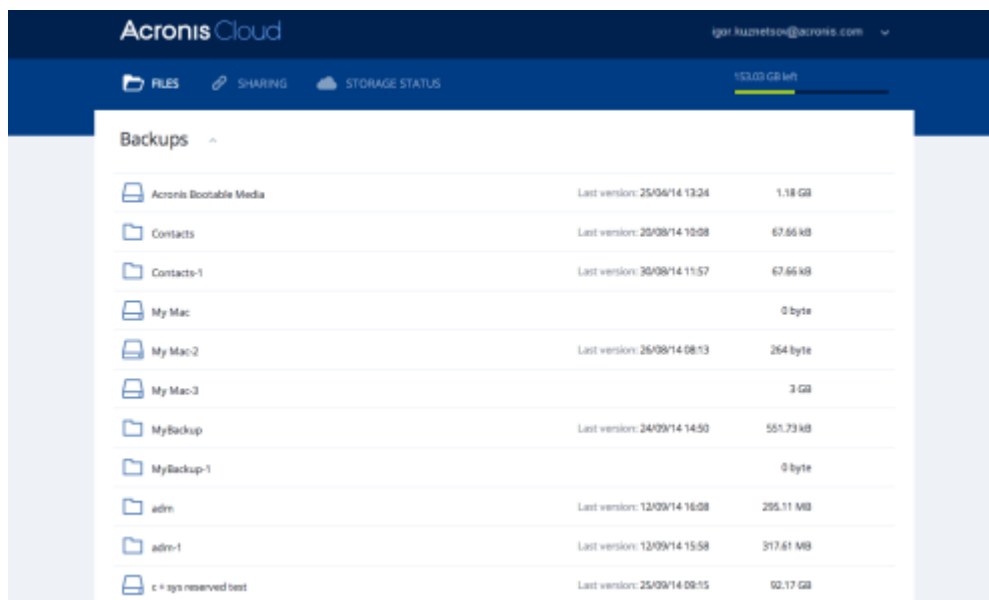 Acronis Cloud
igor.kuznetsov@acronis.com
FILES SHARING STORAGE STATUS
153.03 GB left
Backups
Acronis Bootable Media Last version: 25/04/14 13:24 1.18 GB
Contacts Last version: 20/08/14 10:08 67.66 kB
Contacts-1 Last version: 30/08/14 11:57 67.66 kB
My Mac 0 byte
My Mac-2 Last version: 26/08/14 08:13 264 byte
My Mac-3 3 GB
MyBackup Last version: 24/09/14 14:50 551.73 kB
MyBackup-1 0 byte
adm Last version: 12/09/14 16:08 295.11 MB
adm-1 Last version: 12/09/14 15:58 317.61 MB
c + sys reserved test Last version: 25/09/14 09:15 92.17 GB